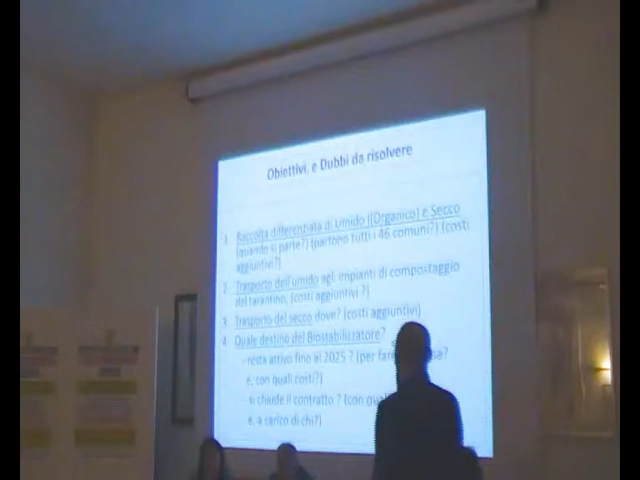 Obiettivi, e Dubbi da risolvere
1 Raccolta differenziata di Umido ((Organico) e Secco
(quando si parte?) (partono tutti i 46 comuni?) (costi
aggiuntivi?)
2 Trasporto dell'umido agl. impianti di compostaggio
del tarantino, (costi aggiuntivi ?)
3 Trasporto del secco dove? (costi aggiuntivi)
4 Quale destino del Biostabilizzatore?
- resta attivo fino al 2025 ? (per
e, con quali costi?)
si chiude il contratto ? (con
e, a carico di chi?)